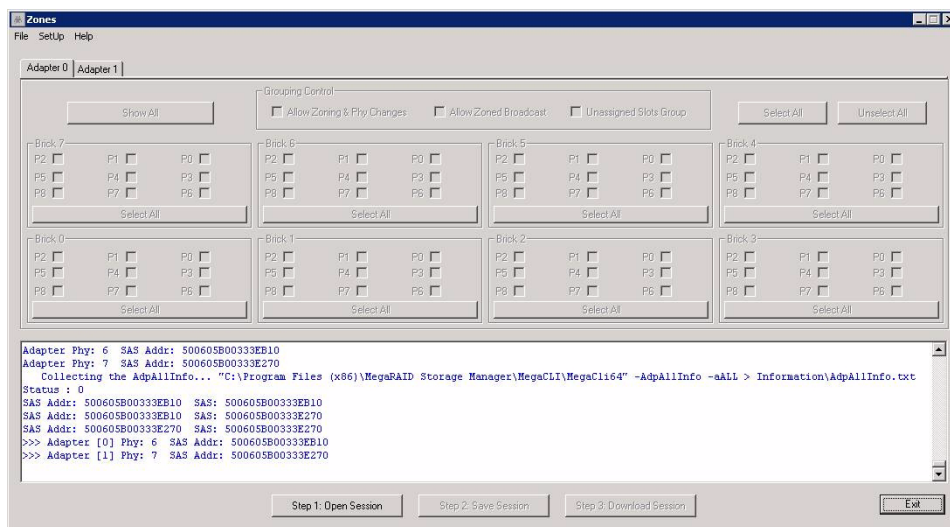 Zones
File SetUp Help
Adapter 0 Adapter 1
Grouping Control
Show All Allow Zoning & Phy Changes Allow Zoned Broadcast Unassigned Slots Group Select All Unselect All
Brick 7 Brick 6 Brick 5 Brick 4
P2 P1 P0 P2 P1 P0 P2 P1 P0 P2 P1 P0
P5 P4 P3 P5 P4 P3 P5 P4 P3 P5 P4 P3
P8 P7 P6 P8 P7 P6 P8 P7 P6 P8 P7 P6
Select All Select All Select All Select All
Brick 0 Brick 1 Brick 2 Brick 3
P2 P1 P0 P2 P1 P0 P2 P1 P0 P2 P1 P0
P5 P4 P3 P5 P4 P3 P5 P4 P3 P5 P4 P3
P8 P7 P6 P8 P7 P6 P8 P7 P6 P8 P7 P6
Select All Select All Select All Select All
Adapter Phy: 6 SAS Addr: 500605B00333EB10
Adapter Phy: 7 SAS Addr: 500605B00333E270
Collecting the AdpAllInfo... "C:\Program Files (x86)\MegaRAID Storage Manager\MegaCLI\MegaCli64" -AdpAllInfo -aALL > Information\AdpAllInfo.txt
Status : 0
SAS Addr: 500605B00333EB10 SAS: 500605B00333EB10
SAS Addr: 500605B00333EB10 SAS: 500605B00333E270
SAS Addr: 500605B00333E270 SAS: 500605B00333E270
>>> Adapter [0] Phy: 6 SAS Addr: 500605B00333EB10
>>> Adapter [1] Phy: 7 SAS Addr: 500605B00333E270
Step 1: Open Session Step 2: Save Session Step 3: Download Session Exit